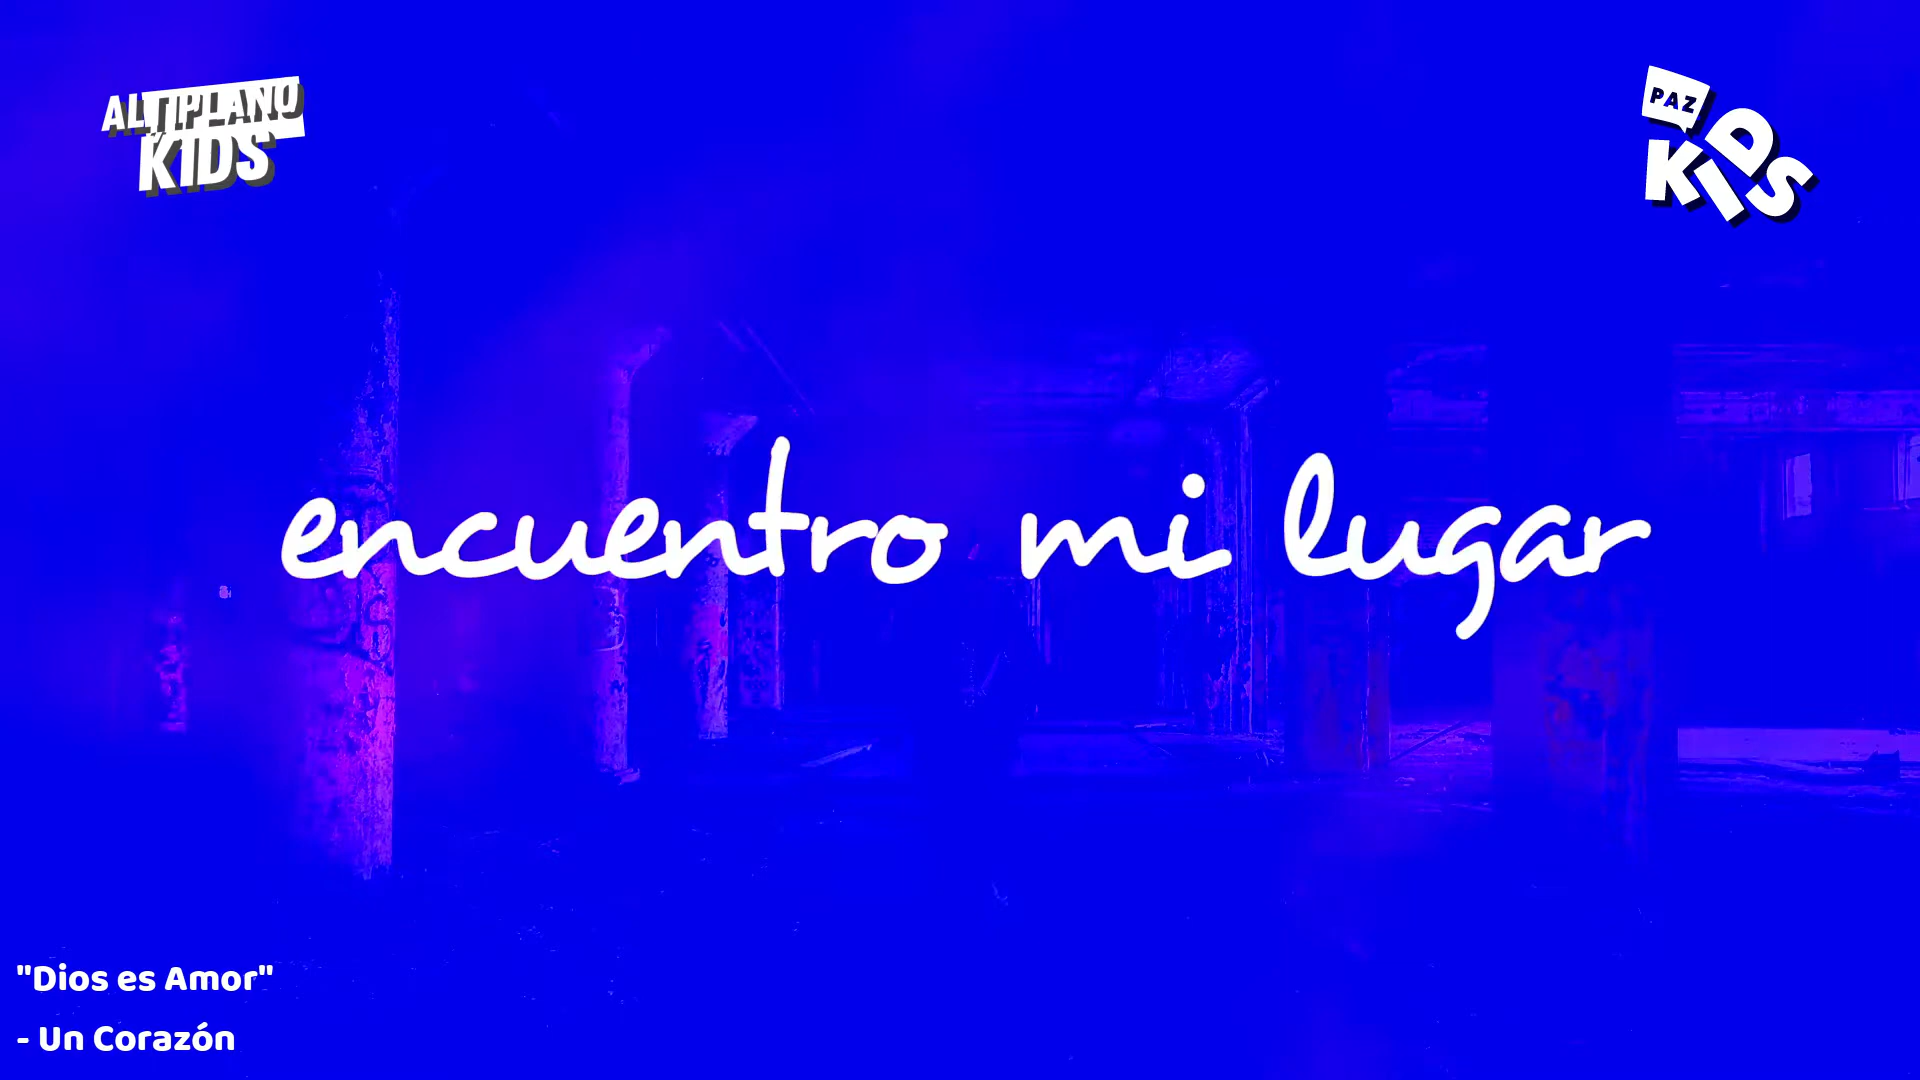 ALTIPLANO
KIDS
PAZ
KIDS
encuentro mi lugar
"Dios es Amor"
- Un Corazón